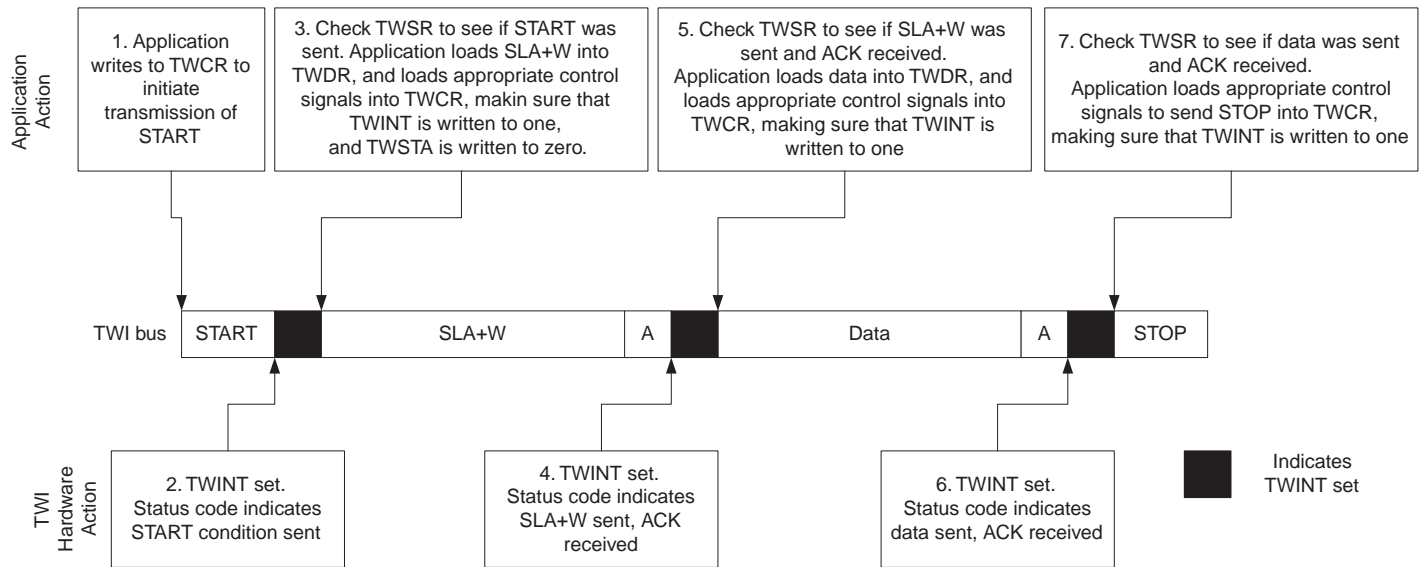 Application
Action
1. Application
writes to TWCR to
initiate
transmission of
START
3. Check TWSR to see if START was
sent. Application loads SLA+W into
TWDR, and loads appropriate control
signals into TWCR, makin sure that
TWINT is written to one,
and TWSTA is written to zero.
5. Check TWSR to see if SLA+W was
sent and ACK received.
Application loads data into TWDR, and
loads appropriate control signals into
TWCR, making sure that TWINT is
written to one
7. Check TWSR to see if data was sent
and ACK received.
Application loads appropriate control
signals to send STOP into TWCR,
making sure that TWINT is written to one
TWI bus
START
SLA+W
A
Data
A
STOP
TWI
Hardware
Action
2. TWINT set.
Status code indicates
START condition sent
4. TWINT set.
Status code indicates
SLA+W sent, ACK
received
6. TWINT set.
Status code indicates
data sent, ACK received
Indicates
TWINT set